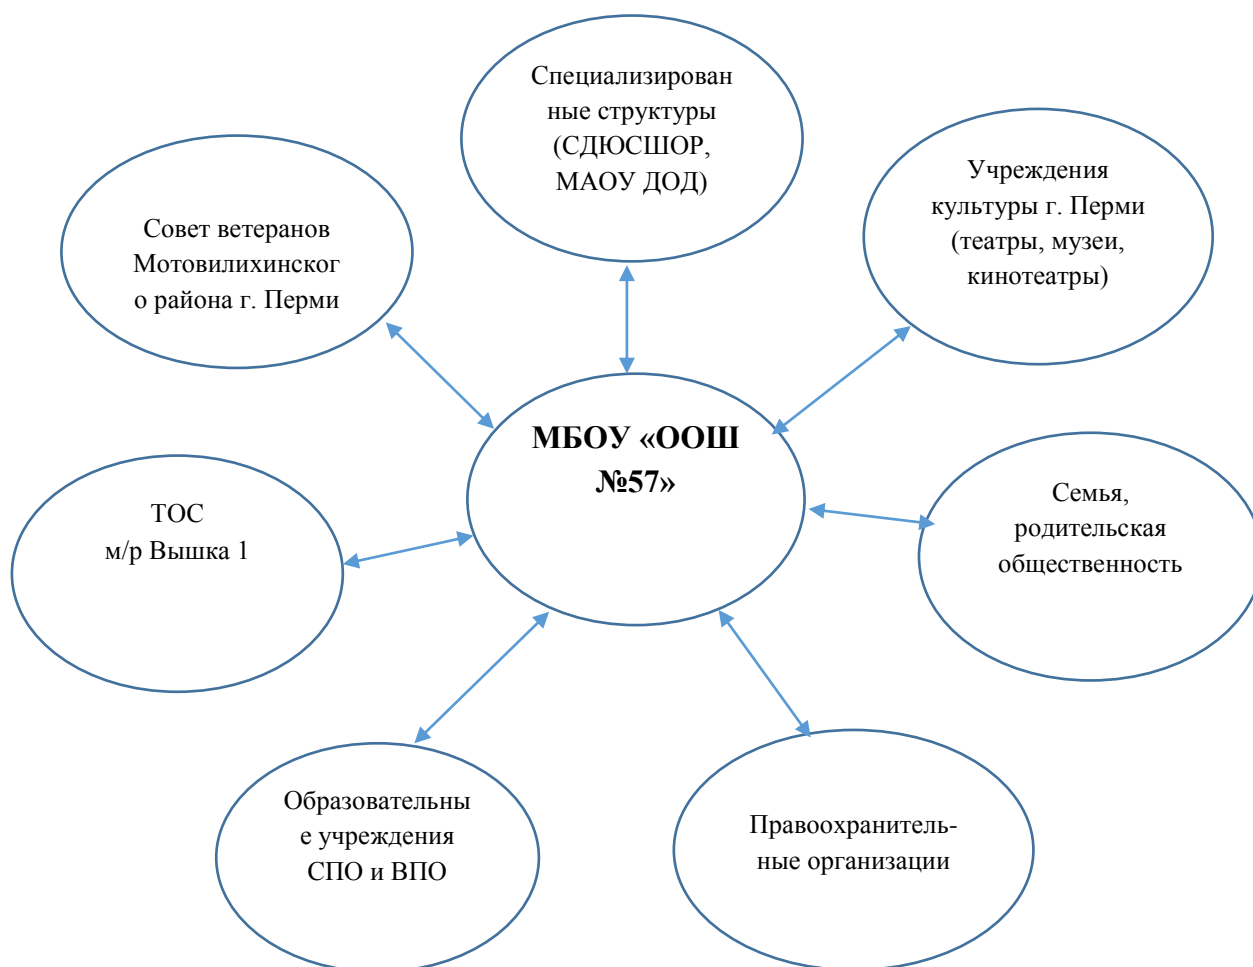 Специализирован
ные структуры
(СДЮСШОР,
МАОУ ДОД)
Учреждения
культуры г. Перми
(театры, музеи,
кинотеатры)
Совет ветеранов
Мотовилихинског
о района г. Перми
МБОУ «ООШ
№57»
Семья,
родительская
общественность
ТОС
м/р Вышка 1
Образовательны
е учреждения
СПО и ВПО
Правоохранитель-
ные организации